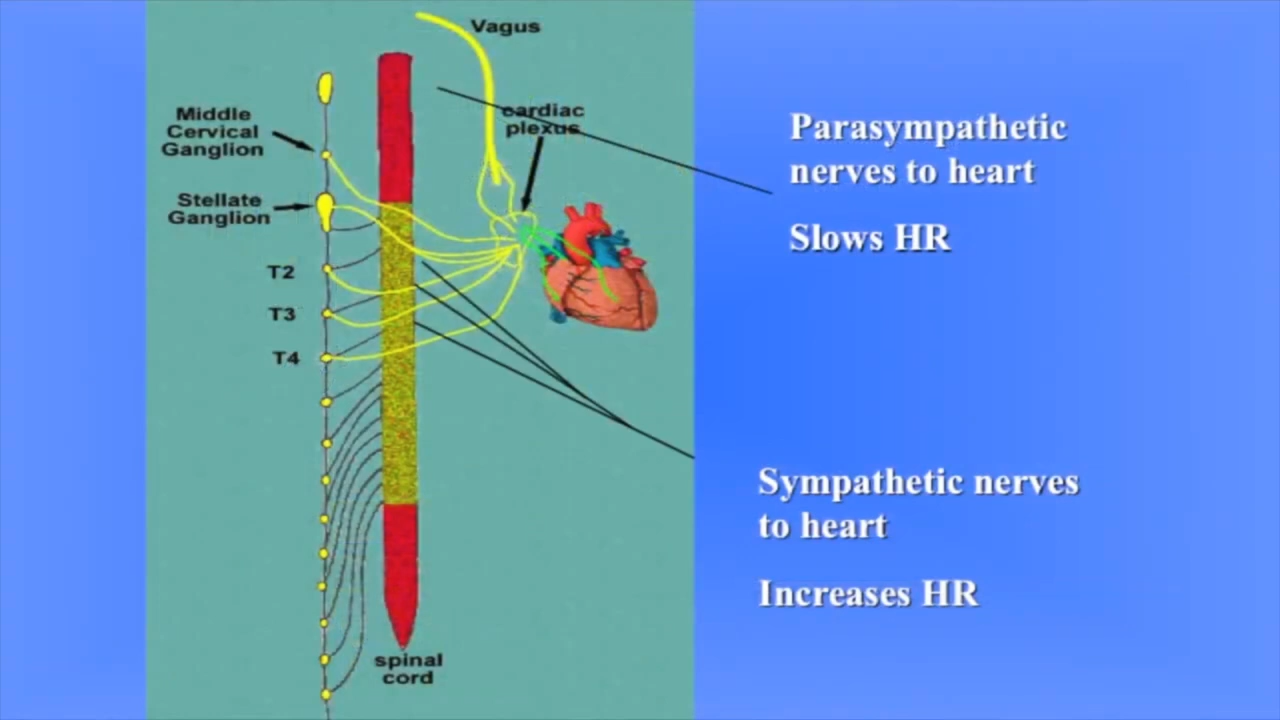 Vagus
Middle
Cervical
Ganglion
cardiac
plexus
Stellate
Ganglion
T2
T3
T4
spinal
cord
Parasympathetic
nerves to heart
Slows HR
Sympathetic nerves
to heart
Increases HR